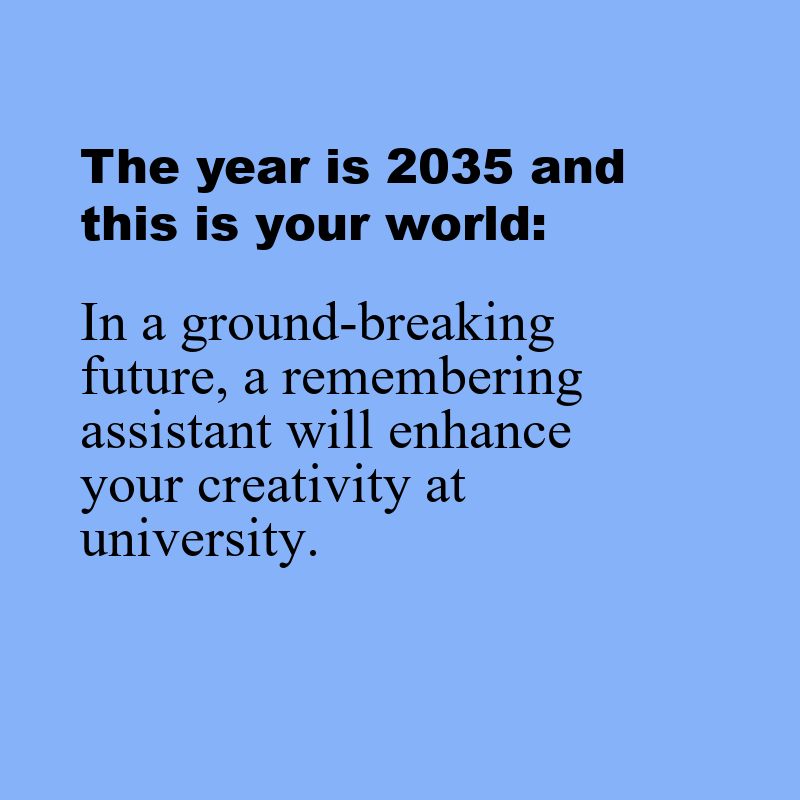 The year is 2035 and
this is your world:
In a ground-breaking
future, a remembering
assistant will enhance
your creativity at
university.